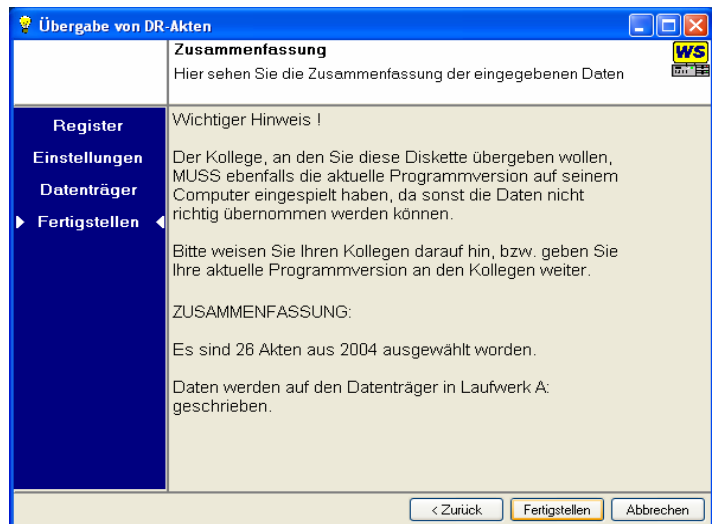 Übergabe von DR-Akten
Zusammenfassung
WS
Hier sehen Sie die Zusammenfassung der eingegebenen Daten
Register
Einstellungen
Datenträger
Fertigstellen
Wichtiger Hinweis !
Der Kollege, an den Sie diese Diskette übergeben wollen,
MUSS ebenfalls die aktuelle Programmversion auf seinem
Computer eingespielt haben, da sonst die Daten nicht
richtig übernommen werden können.
Bitte weisen Sie Ihren Kollegen darauf hin, bzw. geben Sie
Ihre aktuelle Programmversion an den Kollegen weiter.
ZUSAMMENFASSUNG:
Es sind 26 Akten aus 2004 ausgewählt worden.
Daten werden auf den Datenträger in Laufwerk A:
geschrieben.
< Zurück
Fertigstellen
Abbrechen